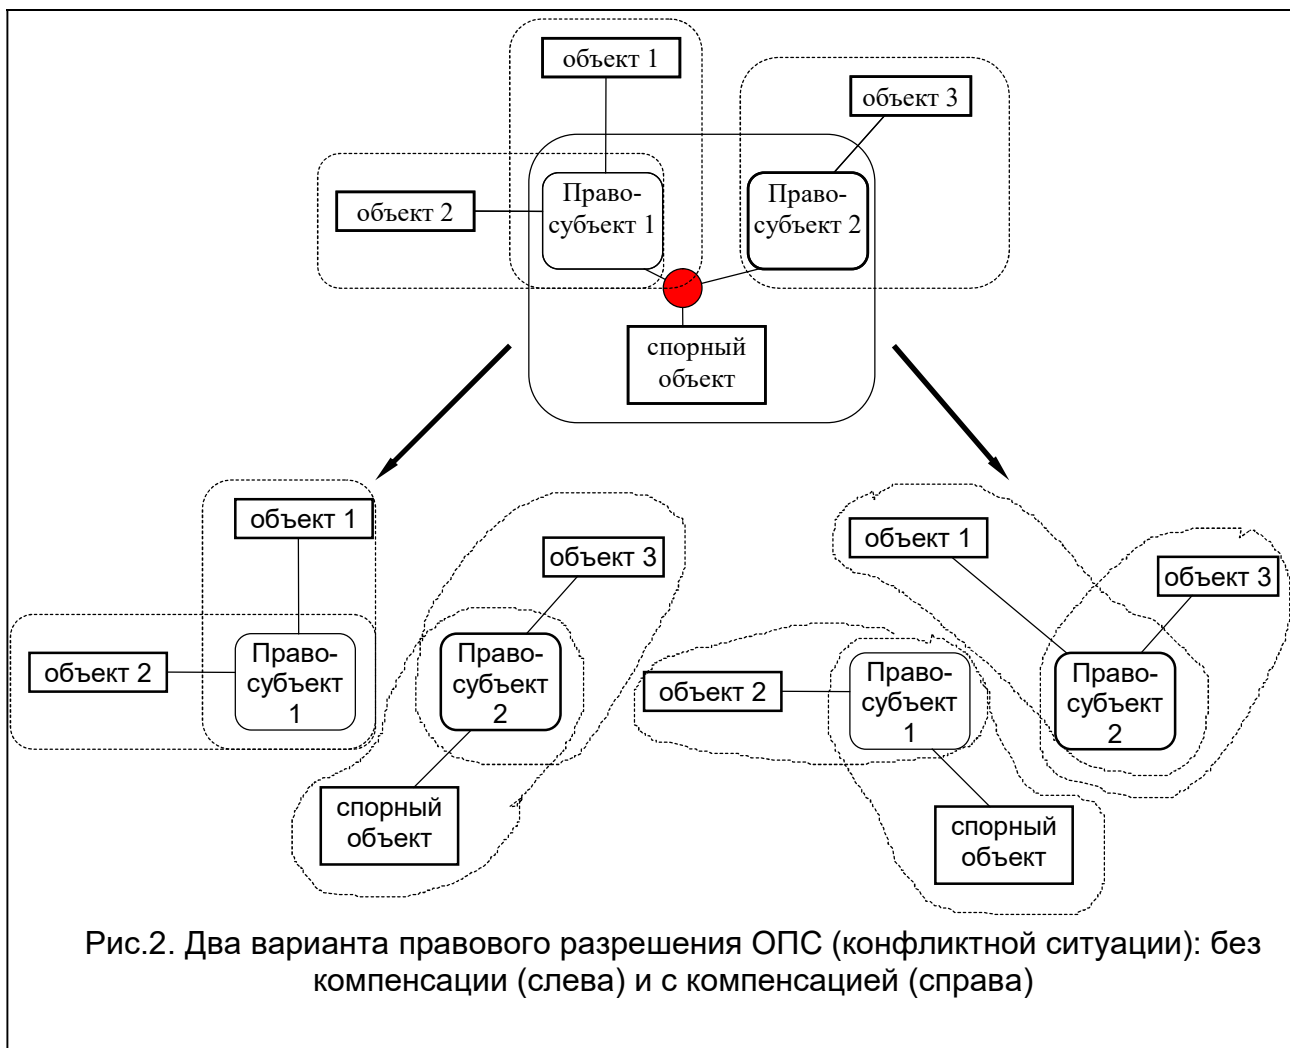 объект 1
объект 3
Право-
субъект 1
Право-
субъект 2
объект 2
спорный
объект
объект 1
объект 3
объект 2
Право-
субъект
1
Право-
субъект
2
спорный
объект
объект 1
объект 3
объект 2
Право-
субъект
1
Право-
субъект
2
спорный
объект
Рис.2. Два варианта правового разрешения ОПС (конфликтной ситуации): без
компенсации (слева) и с компенсацией (справа)